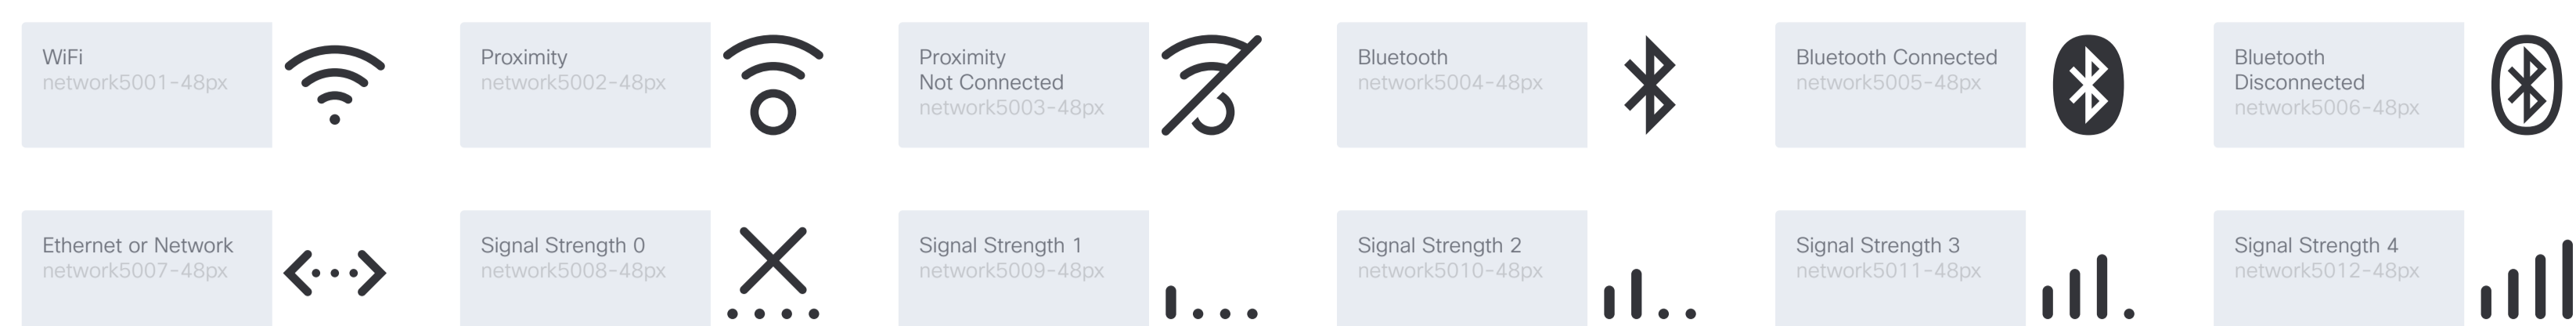 WiFi
network5001-48px
Proximity
network5002-48px
Proximity
Not Connected
network5003-48px
Bluetooth
network5004-48px
Bluetooth Connected
network5005-48px
Bluetooth
Disconnected
network5006-48px
Ethernet or Network
network5007-48px
Signal Strength 0
network5008-48px
Signal Strength 1
network5009-48px
Signal Strength 2
network5010-48px
Signal Strength 3
network5011-48px
Signal Strength 4
network5012-48px